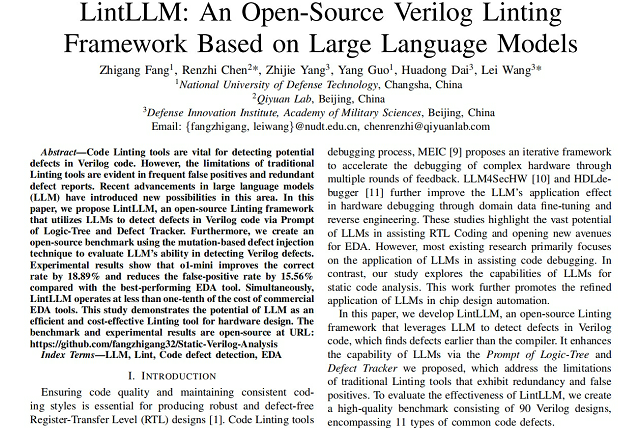 LintLLM: An Open-Source Verilog Linting
Framework Based on Large Language Models
Zhigang Fang1, Renzhi Chen2*, Zhijie Yang3, Yang Guo1, Huadong Dai3, Lei Wang3*
1National University of Defense Technology, Changsha, China
2Qiyuan Lab, Beijing, China
3Defense Innovation Institute, Academy of Military Sciences, Beijing, China
Email: {fangzhigang, leiwang}@nudt.edu.cn, chenrenzhi@qiyuanlab.com
Abstract—Code Linting tools are vital for detecting potential
defects in Verilog code. However, the limitations of traditional
Linting tools are evident in frequent false positives and redundant
defect reports. Recent advancements in large language models
(LLM) have introduced new possibilities in this area. In this
paper, we propose LintLLM, an open-source Linting framework
that utilizes LLMs to detect defects in Verilog code via Prompt
of Logic-Tree and Defect Tracker. Furthermore, we create an
open-source benchmark using the mutation-based defect injection
technique to evaluate LLM's ability in detecting Verilog defects.
Experimental results show that o1-mini improves the correct
rate by 18.89% and reduces the false-positive rate by 15.56%
compared with the best-performing EDA tool. Simultaneously,
LintLLM operates at less than one-tenth of the cost of commercial
EDA tools. This study demonstrates the potential of LLM as an
efficient and cost-effective Linting tool for hardware design. The
benchmark and experimental results are open-source at URL:
https://github.com/fangzhigang32/Static-Verilog-Analysis
Index Terms—LLM, Lint, Code defect detection, EDA
I. INTRODUCTION
Ensuring code quality and maintaining consistent cod-
ing styles is essential for producing robust and defect-free
Register-Transfer Level (RTL) designs [1]. Code Linting tools
debugging process, MEIC [9] proposes an iterative framework
to accelerate the debugging of complex hardware through
multiple rounds of feedback. LLM4SecHW [10] and HDLde-
bugger [11] further improve the LLM's application effect
in hardware debugging through domain data fine-tuning and
reverse engineering. These studies highlight the vast potential
of LLMs in assisting RTL Coding and opening new avenues
for EDA. However, most existing research primarily focuses
on the application of LLMs in assisting code debugging. In
contrast, our study explores the capabilities of LLMs for
static code analysis. This work further promotes the refined
application of LLMs in chip design automation.
In this paper, we develop LintLLM, an open-source Linting
framework that leverages LLM to detect defects in Verilog
code, which finds defects earlier than the compiler. It enhances
the capability of LLMs via the Prompt of Logic-Tree and
Defect Tracker we proposed, which address the limitations
of traditional Linting tools that exhibit redundancy and false
positives. To evaluate the effectiveness of LintLLM, we create
a high-quality benchmark consisting of 90 Verilog designs,
encompassing 11 types of common code defects.